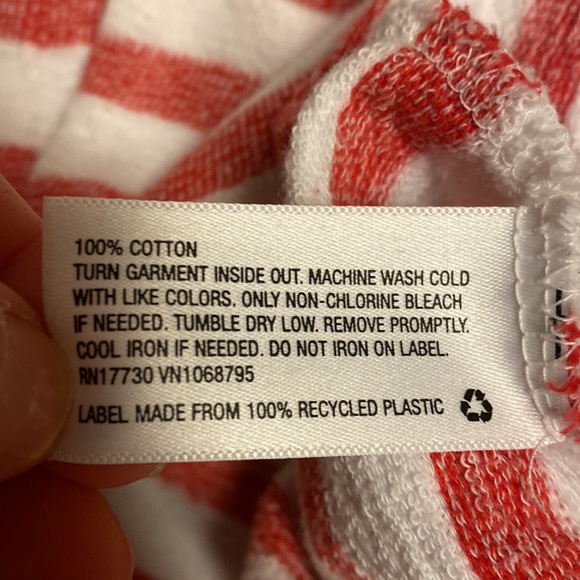 100% COTTON
TURN GARMENT INSIDE OUT. MACHINE WASH COLD
WITH LIKE COLORS. ONLY NON-CHLORINE BLEACH
IF NEEDED. TUMBLE DRY LOW. REMOVE PROMPTLY.
COOL IRON IF NEEDED. DO NOT IRON ON LABEL.
RN17730 VN1068795
LABEL MADE FROM 100% RECYCLED PLASTIC